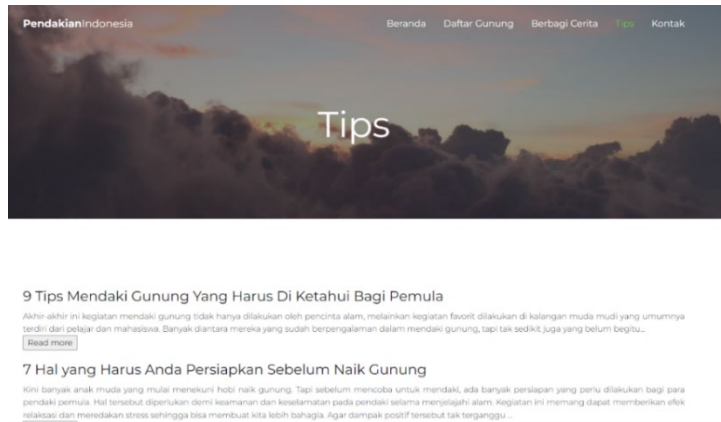 PendakianIndonesia
Beranda Daftar Gunung Berbagi Cerita Tips Kontak
Tips
9 Tips Mendaki Gunung Yang Harus Di Ketahui Bagi Pemula
Akhir-akhir ini kegiatan mendaki gunung tidak hanya dilakukan oleh pencinta alam, melainkan kegiatan favorit dilakukan di kalangan muda mudi yang umumnya
terdiri dari pelajar dan mahasiswa. Banyak diantara mereka yang sudah berpengalaman dalam mendaki gunung, tapi tak sedikit juga yang belum begitu...
Read more
7 Hal yang Harus Anda Persiapkan Sebelum Naik Gunung
Kini banyak anak muda yang mulai menekuni hobi naik gunung. Tapi sebelum mencoba untuk mendaki, ada banyak persiapan yang perlu dilakukan bagi para
pendaki pemula. Hal tersebut diperlukan demi keamanan dan keselamatan pada pendaki selama menjelajahi alam. Kegiatan ini memang dapat memberikan efek
relaksasi dan meredakan stress sehingga bisa membuat kita lebih bahagia. Agar dampak positif tersebut tak terganggu ...